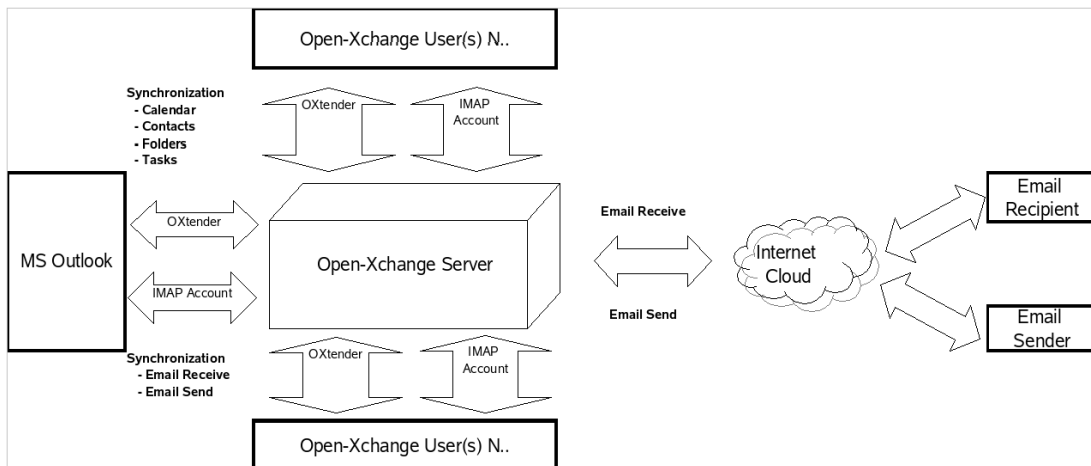 Open-Xchange User(s) N..
Synchronization
- Calendar
- Contacts
- Folders
- Tasks
OXtender
IMAP
Account
MS Outlook
OXtender
IMAP Account
Open-Xchange Server
Email Receive
Email Send
Internet
Cloud
Email
Recipient
Email
Sender
Synchronization
- Email Receive
- Email Send
OXtender
IMAP
Account
Open-Xchange User(s) N..